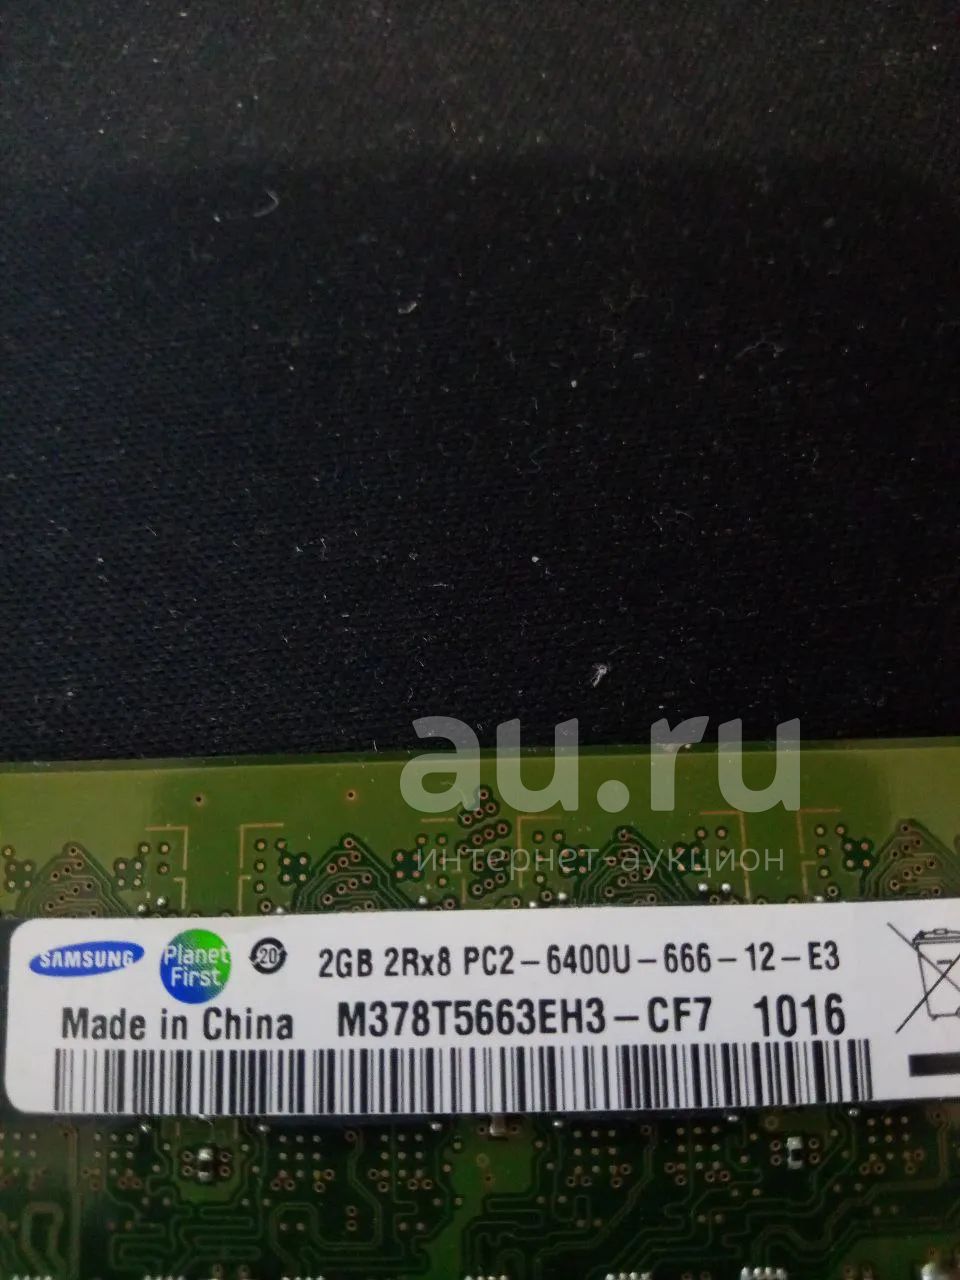 au.ru
интернет-аукцион
SAMSUNG Planet First 20 2GB 2Rx8 PC2-6400U-666-12-E3
Made in China M378T5663EH3-CF7 1016